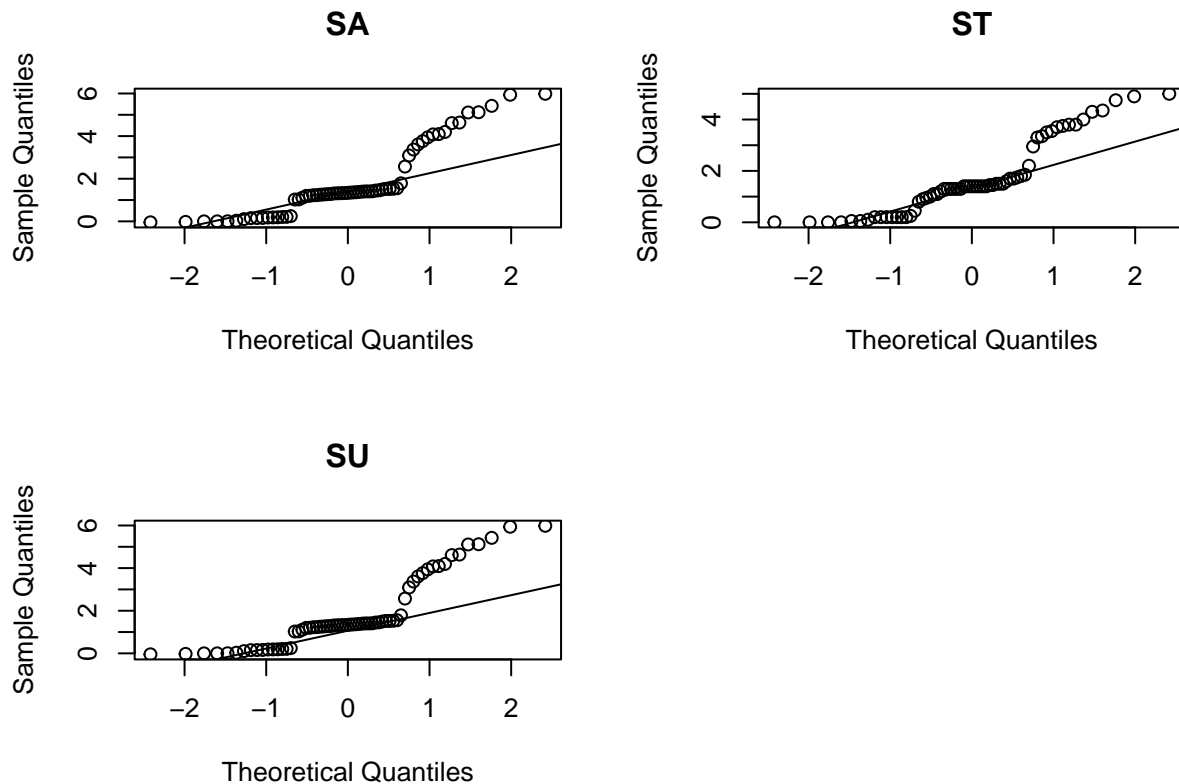 SA
Sample Quantiles
6
4
2
0
−2 −1 0 1 2
Theoretical Quantiles
ST
Sample Quantiles
4
2
0
−2 −1 0 1 2
Theoretical Quantiles
SU
Sample Quantiles
6
4
2
0
−2 −1 0 1 2
Theoretical Quantiles